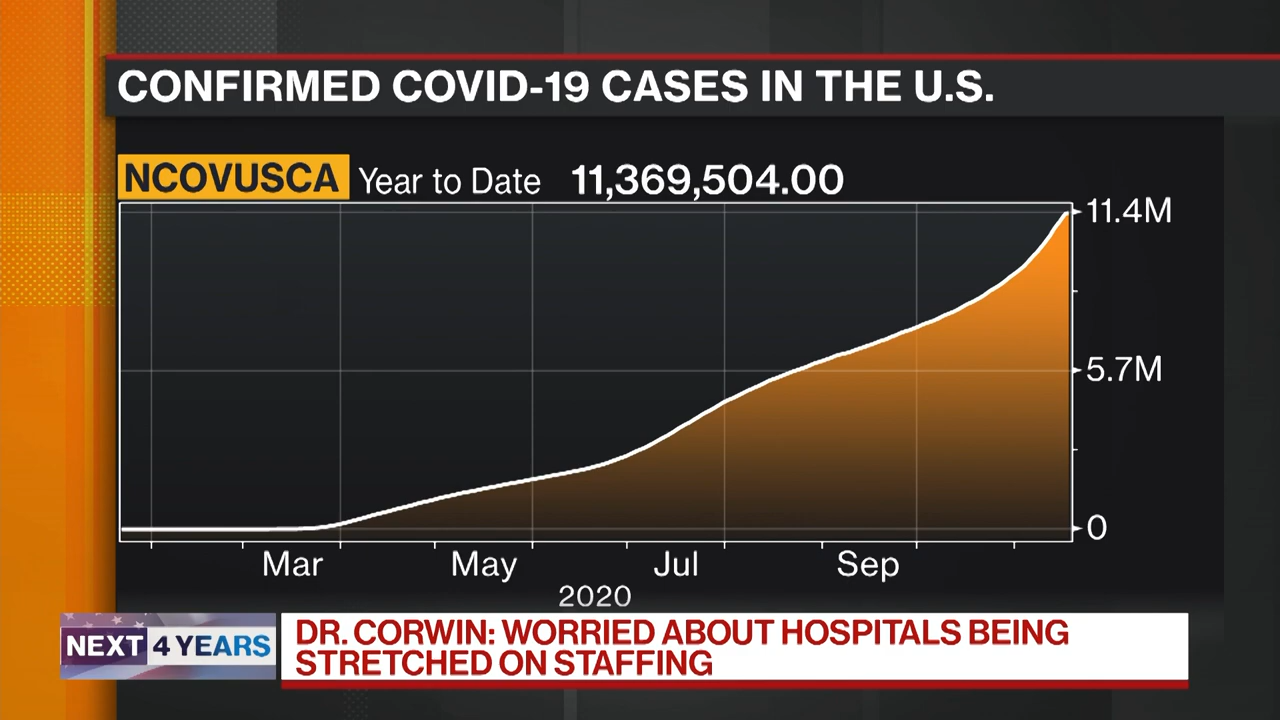 CONFIRMED COVID-19 CASES IN THE U.S.
NCOVUSCA Year to Date 11,369,504.00
11.4M
5.7M
0
Mar May Jul Sep
2020
NEXT 4 YEARS
DR. CORWIN: WORRIED ABOUT HOSPITALS BEING
STRETCHED ON STAFFING